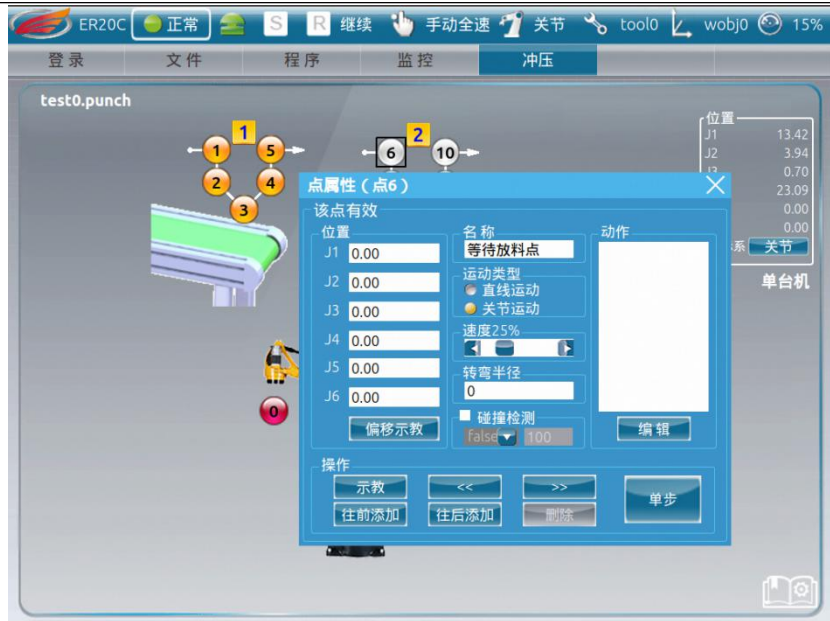 ER20C 正常 S R 继续 手动全速 关节 tool0 wobj0 15%
登录 文件 程序 监控 冲压
test0.punch
1 2
1 5 6 10
2 4
3
0
位置
J1 13.42
J2 3.94
J3 0.70
23.09
0.00
0.00
系 关节
单台机
点属性（点6）
该点有效
位置
J1 0.00
J2 0.00
J3 0.00
J4 0.00
J5 0.00
J6 0.00
偏移示教
名称
等待放料点
运动类型
直线运动
关节运动
速度25%
转弯半径
0
碰撞检测
false 100
动作
编辑
操作
示教 << >> 单步
往前添加 往后添加 删除